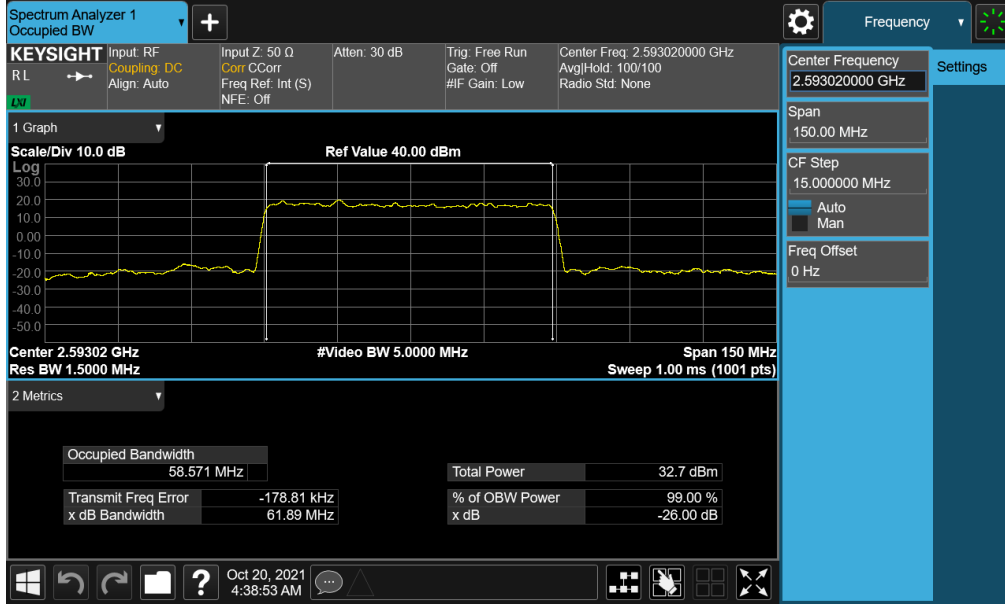 Spectrum Analyzer 1
Occupied BW
+
Frequency
KEYSIGHT
RL
LXI
Input: RF
Coupling: DC
Align: Auto
Input Z: 50 Ω
Corr CCorr
Freq Ref: Int (S)
NFE: Off
Atten: 30 dB
Trig: Free Run
Gate: Off
#IF Gain: Low
Center Freq: 2.593020000 GHz
Avg|Hold: 100/100
Radio Std: None
Center Frequency
2.593020000 GHz
Settings
Span
150.00 MHz
CF Step
15.000000 MHz
Auto
Man
Freq Offset
0 Hz
1 Graph
Scale/Div 10.0 dB
Ref Value 40.00 dBm
Log
30.0
20.0
10.0
0.00
-10.0
-20.0
-30.0
-40.0
-50.0
Center 2.59302 GHz
#Video BW 5.0000 MHz
Span 150 MHz
Res BW 1.5000 MHz
Sweep 1.00 ms (1001 pts)
2 Metrics
Occupied Bandwidth
58.571 MHz
Total Power 32.7 dBm
Transmit Freq Error -178.81 kHz
% of OBW Power 99.00 %
x dB Bandwidth 61.89 MHz
x dB -26.00 dB
?
Oct 20, 2021
4:38:53 AM